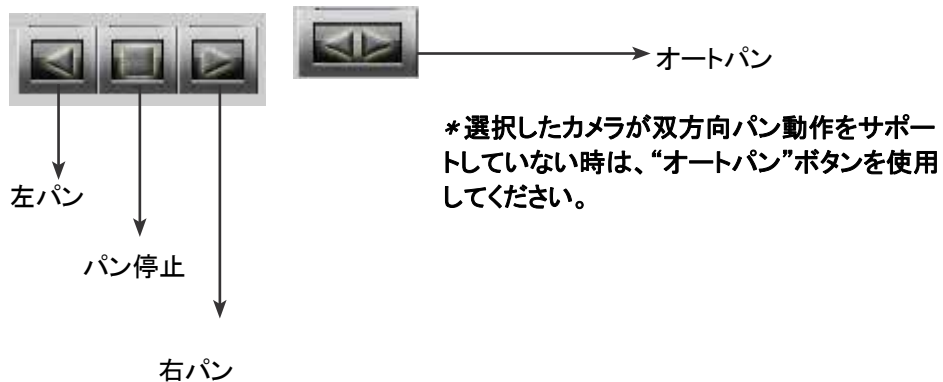 オートパン
*選択したカメラが双方向パン動作をサポー
トしていない時は、“オートパン”ボタンを使用
してください。
左パン
パン停止
右パン